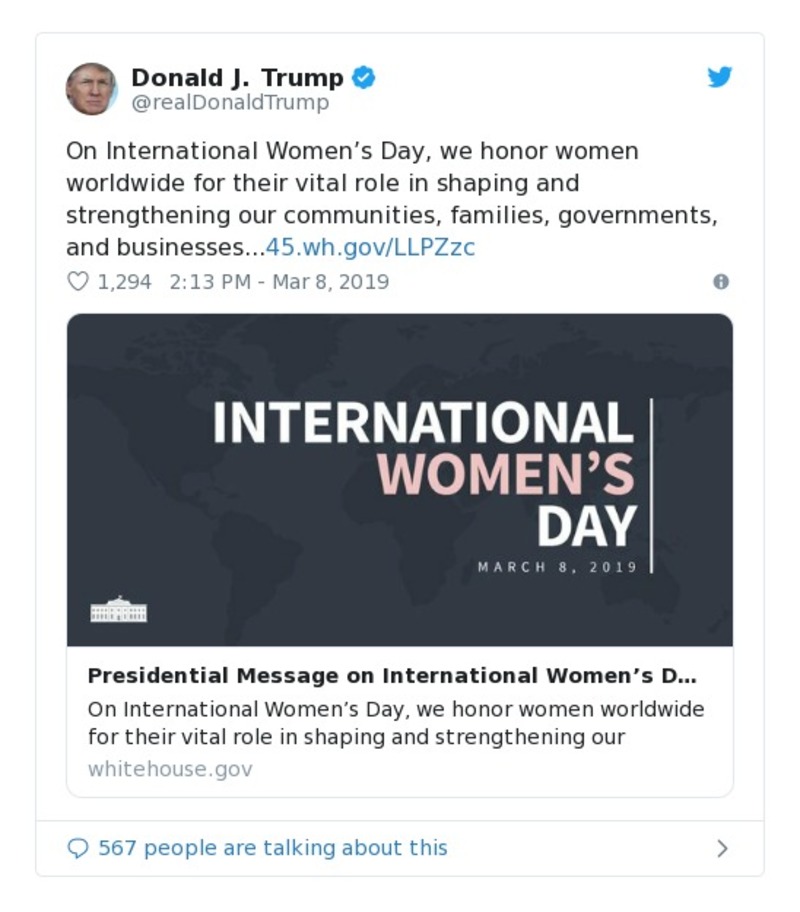 Donald J. Trump
@realDonaldTrump
On International Women’s Day, we honor women
worldwide for their vital role in shaping and
strengthening our communities, families, governments,
and businesses...45.wh.gov/LLPZzc
1,294 2:13 PM - Mar 8, 2019
INTERNATIONAL
WOMEN’S
DAY
MARCH 8, 2019
Presidential Message on International Women’s D...
On International Women’s Day, we honor women worldwide
for their vital role in shaping and strengthening our
whitehouse.gov
567 people are talking about this